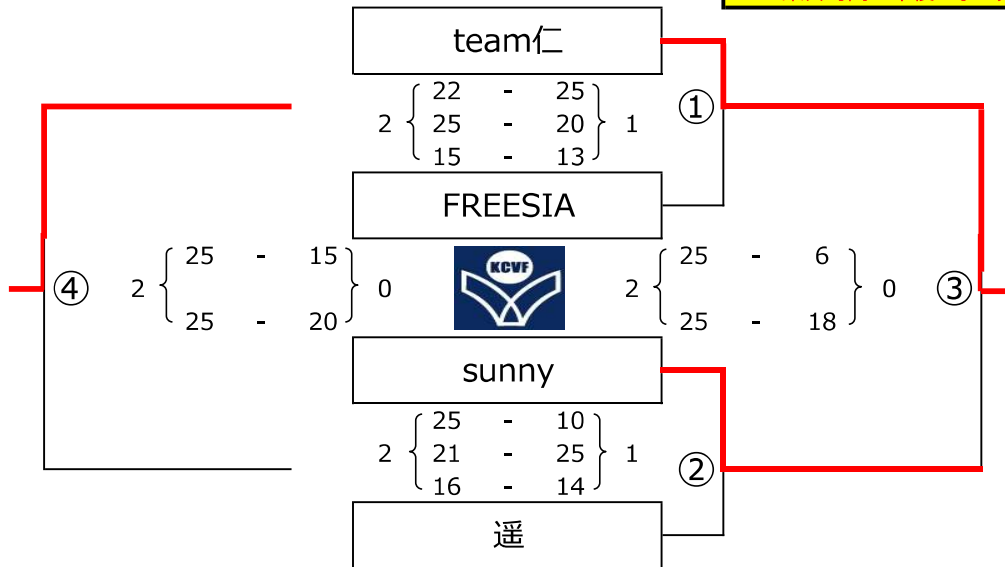 team仁
22 - 25
2 25 - 20 1
15 - 13
①
FREESIA
25 - 15
④ 2 0
25 - 20
KCVF
25 - 6
2 0 ③
25 - 18
sunny
25 - 10
2 21 - 25 1
16 - 14
②
遥